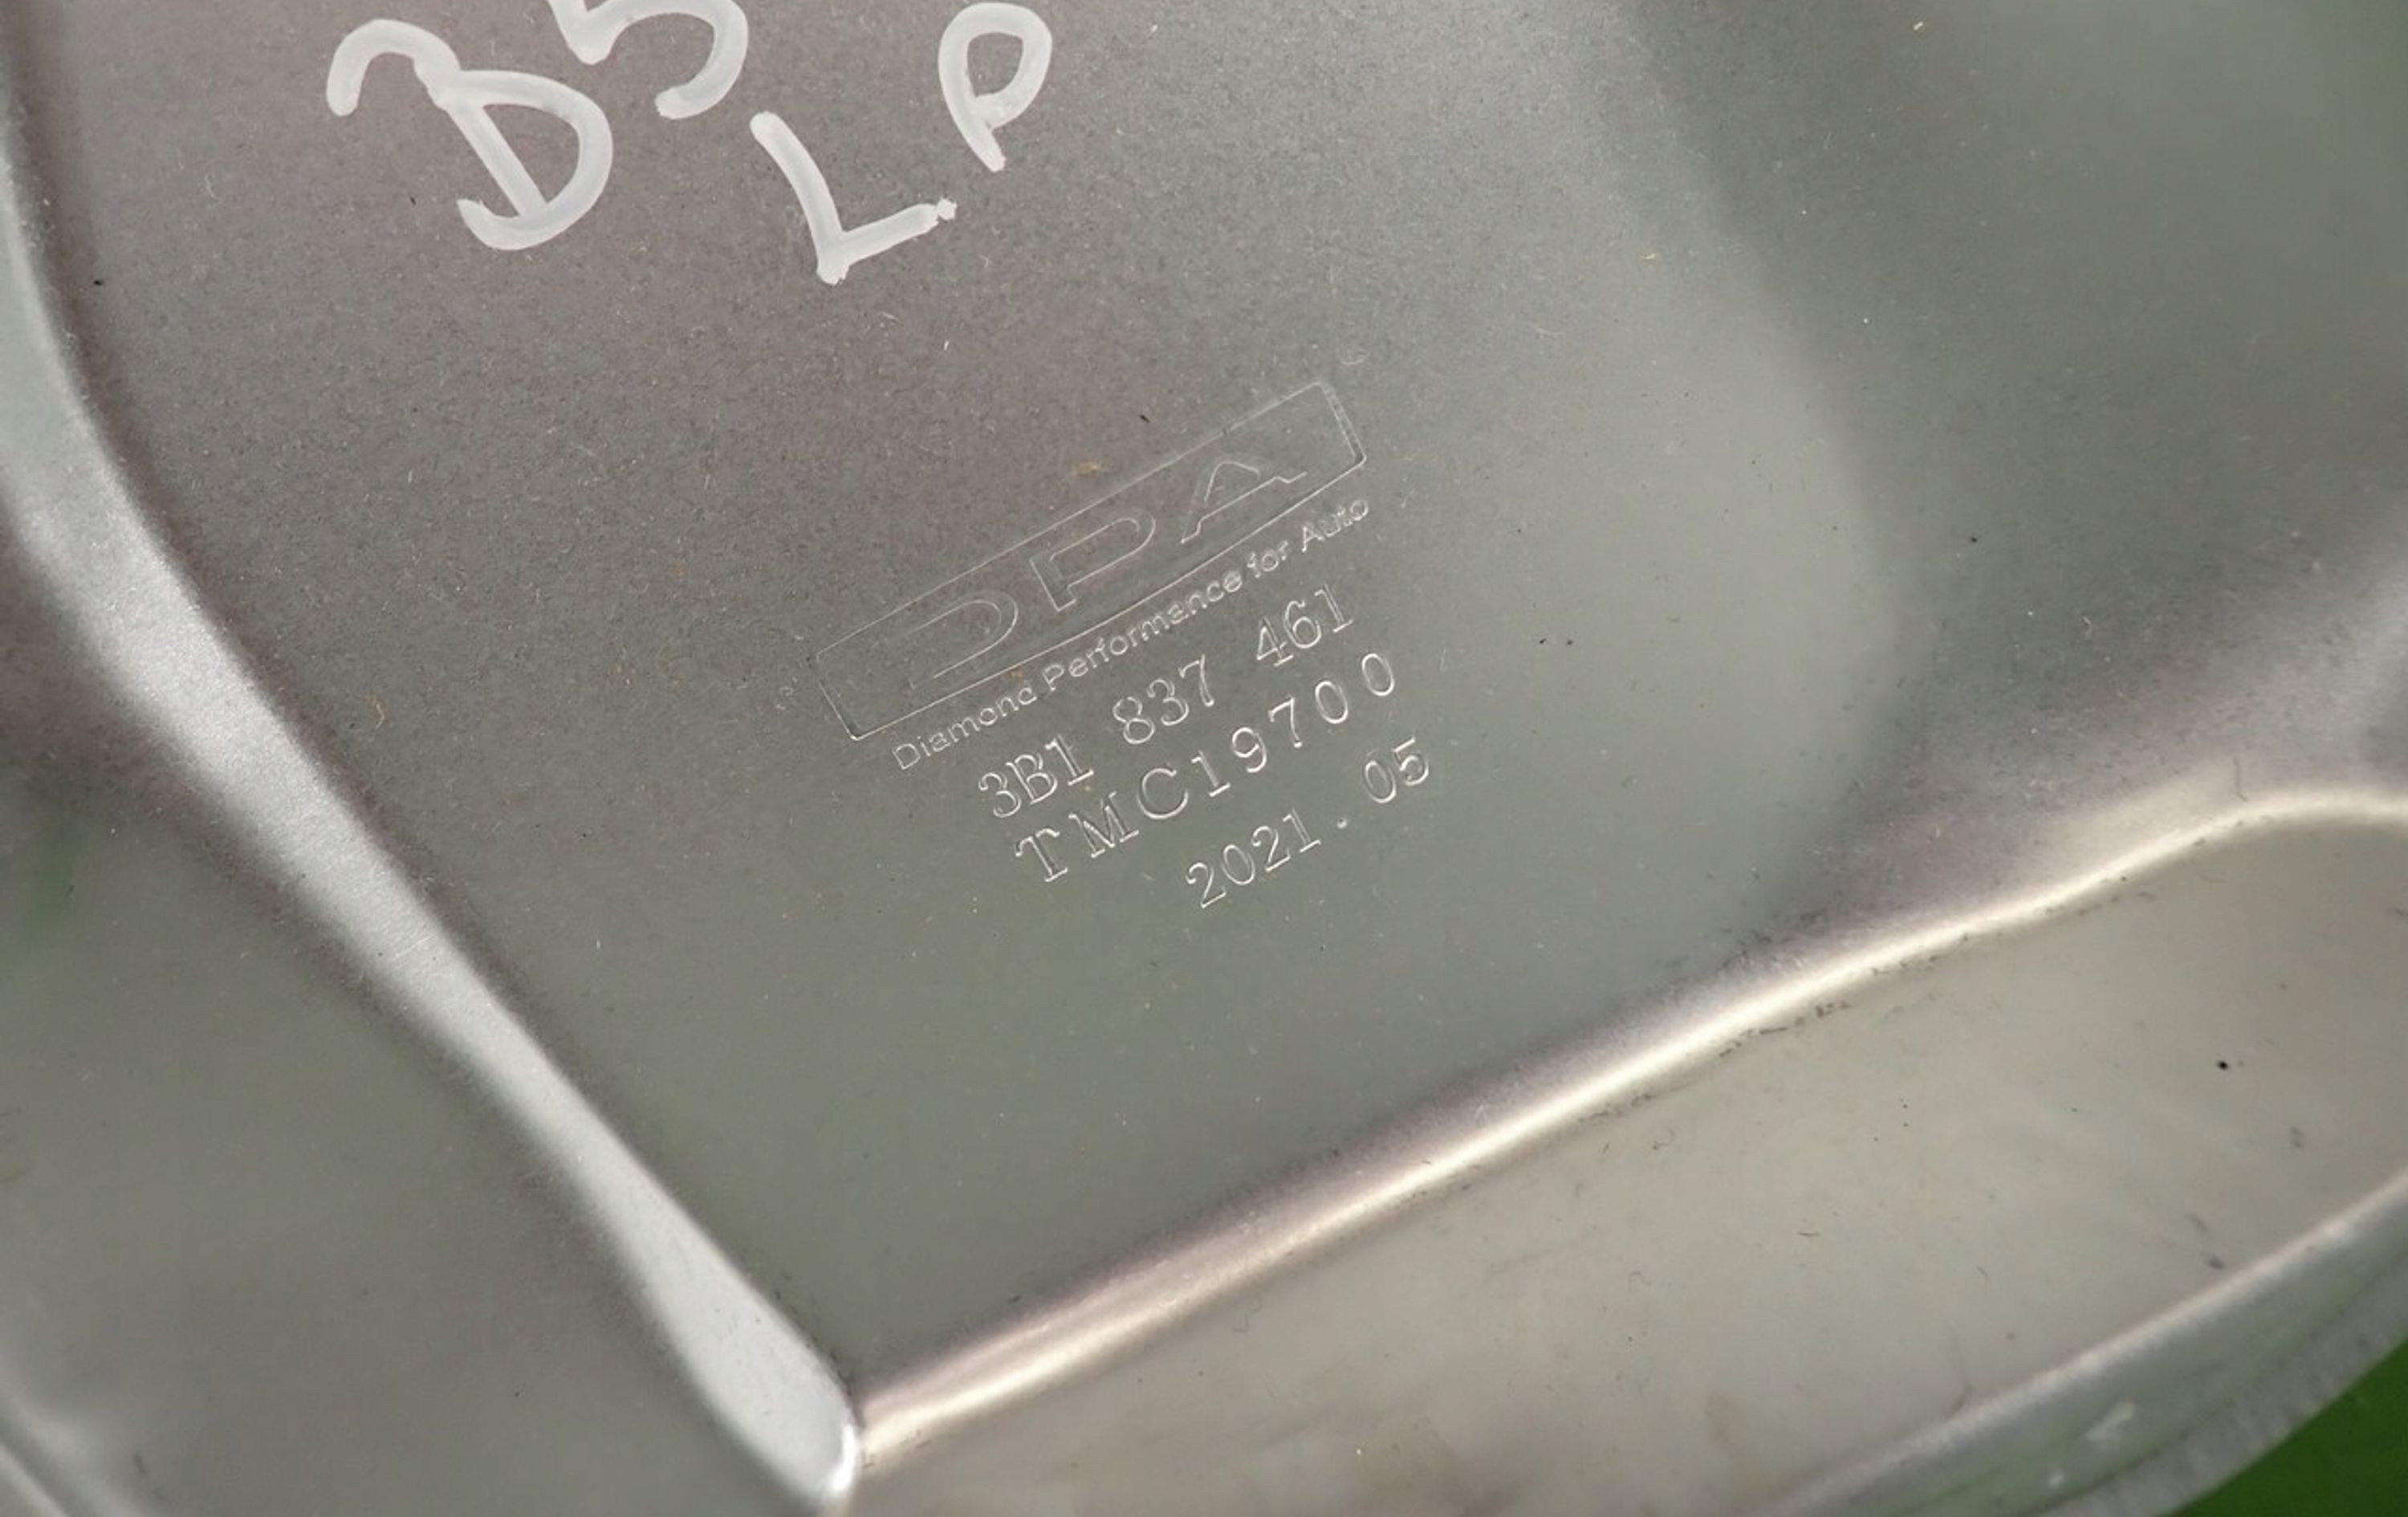 B5
LP
DPA
Diamond Performance for Auto
3B1 837 461
TMC19700
2021.05